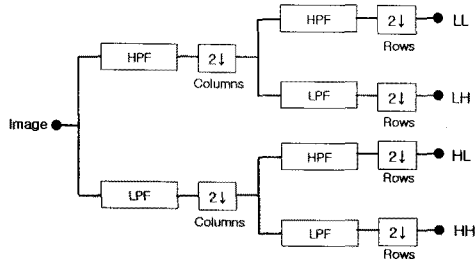 HPF 2↓ LL
Rows
HPF 2↓
Columns
LPF 2↓ LH
Rows
Image
HPF 2↓ HL
Rows
LPF 2↓
Columns
LPF 2↓ HH
Rows